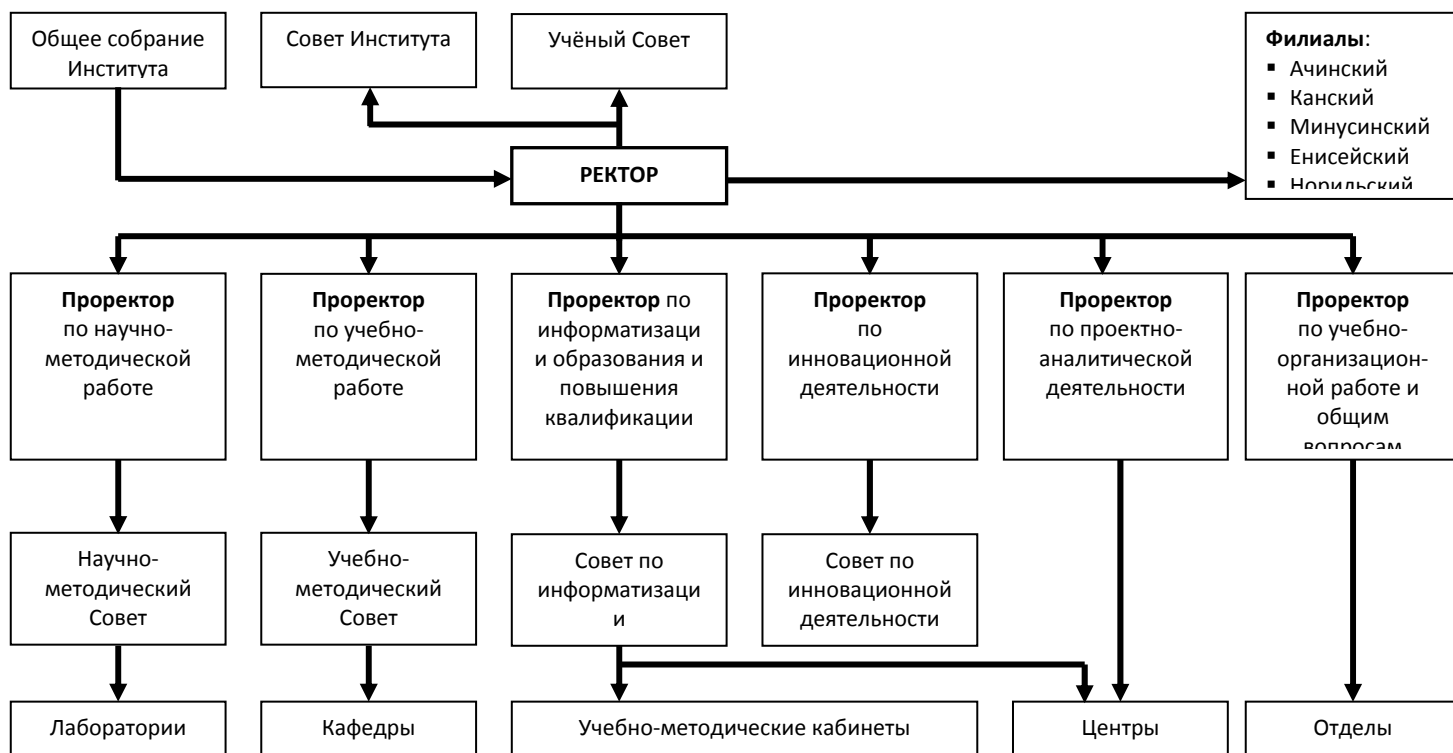 Общее собрание
Института
Совет Института
Учёный Совет
Филиалы:
▪ Ачинский
▪ Канский
▪ Минусинский
▪ Енисейский
▪ Норильский
РЕКТОР
Проректор
по научно-
методической
работе
Проректор
по учебно-
методической
работе
Проректор по
информатизаци
и образования и
повышения
квалификации
Проректор
по
инновационной
деятельности
Проректор
по проектно-
аналитической
деятельности
Проректор
по учебно-
организацион-
ной работе и
общим
вопросам
Научно-
методический
Совет
Учебно-
методический
Совет
Совет по
информатизаци
и
Совет по
инновационной
деятельности
Лаборатории
Кафедры
Учебно-методические кабинеты
Центры
Отделы